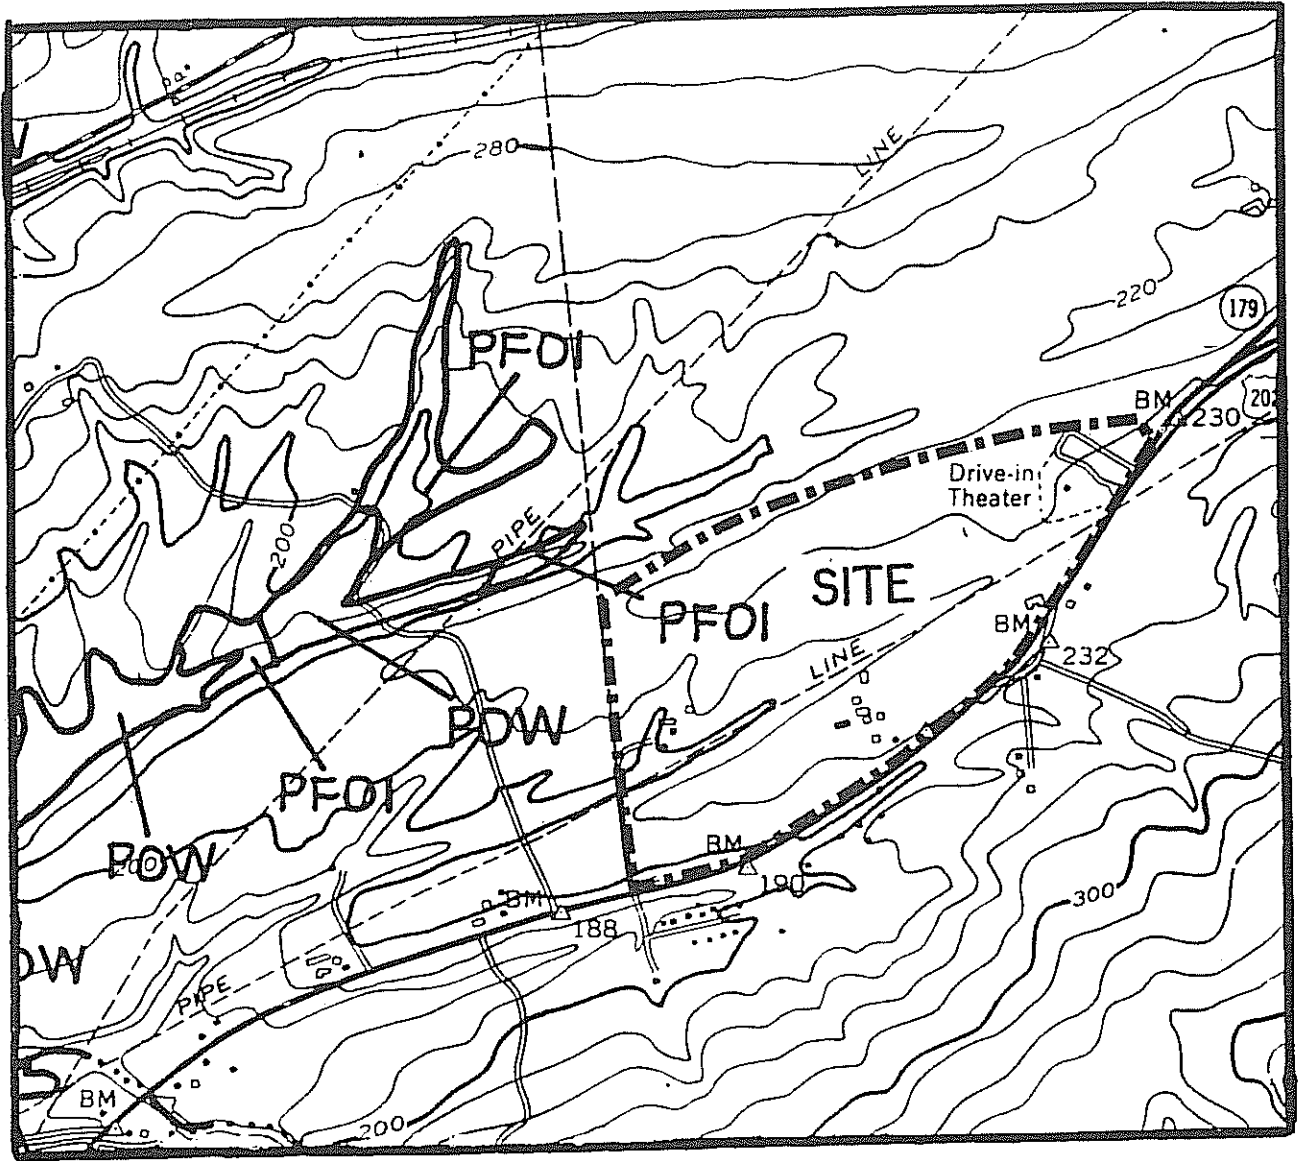 280
LINE
220
179
PFOI
BM
230
202
Drive-in
Theater
PIPE
200
SITE
PFOI
BM
LINE
232
POW
PFOI
POW
BM
190
300
BM
188
OW
PIPE
BM
200